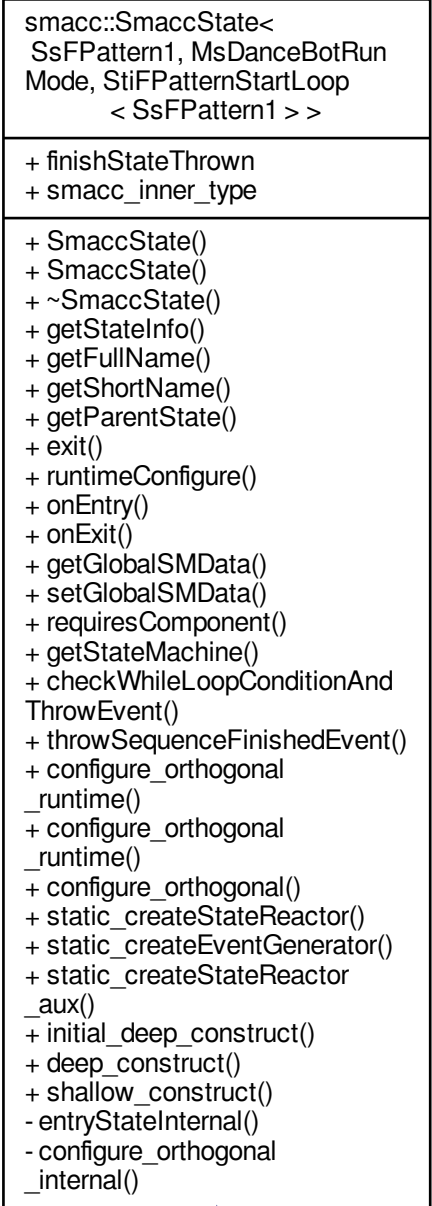 smacc::SmaccState<
SsFPattern1, MsDanceBotRun
Mode, StiFPatternStartLoop
< SsFPattern1 > >
+ finishStateThrown
+ smacc_inner_type
+ SmaccState()
+ SmaccState()
+ ~SmaccState()
+ getStateInfo()
+ getFullName()
+ getShortName()
+ getParentState()
+ exit()
+ runtimeConfigure()
+ onEntry()
+ onExit()
+ getGlobalSMData()
+ setGlobalSMData()
+ requiresComponent()
+ getStateMachine()
+ checkWhileLoopConditionAnd
ThrowEvent()
+ throwSequenceFinishedEvent()
+ configure_orthogonal
_runtime()
+ configure_orthogonal
_runtime()
+ configure_orthogonal()
+ static_createStateReactor()
+ static_createEventGenerator()
+ static_createStateReactor
_aux()
+ initial_deep_construct()
+ deep_construct()
+ shallow_construct()
- entryStateInternal()
- configure_orthogonal
_internal()